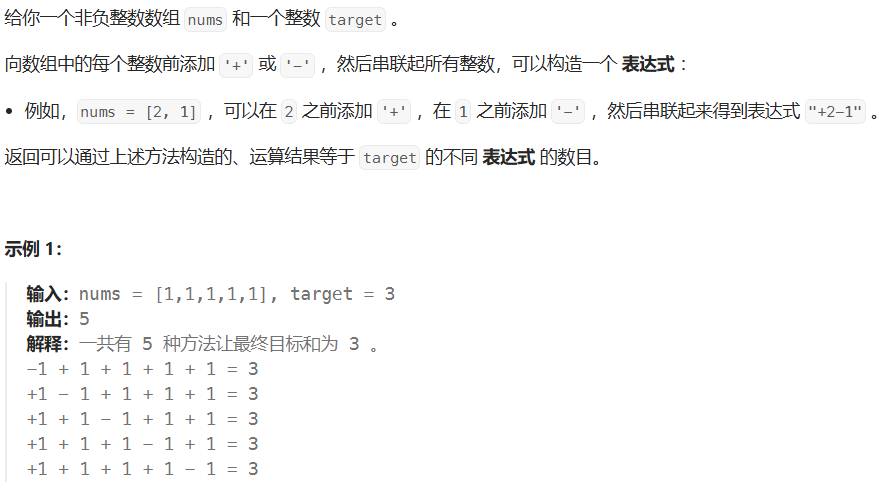 给你一个非负整数数组 nums 和一个整数 target 。
向数组中的每个整数前添加 '+' 或 '-' ，然后串联起所有整数，可以构造一个 表达式 ：
• 例如，nums = [2, 1] ，可以在 2 之前添加 '+' ，在 1 之前添加 '-' ，然后串联起来得到表达式 "+2-1" 。
返回可以通过上述方法构造的、运算结果等于 target 的不同 表达式 的数目。
示例 1：
输入：nums = [1,1,1,1,1], target = 3
输出：5
解释：一共有 5 种方法让最终目标和为 3 。
-1 + 1 + 1 + 1 + 1 = 3
+1 - 1 + 1 + 1 + 1 = 3
+1 + 1 - 1 + 1 + 1 = 3
+1 + 1 + 1 - 1 + 1 = 3
+1 + 1 + 1 + 1 - 1 = 3